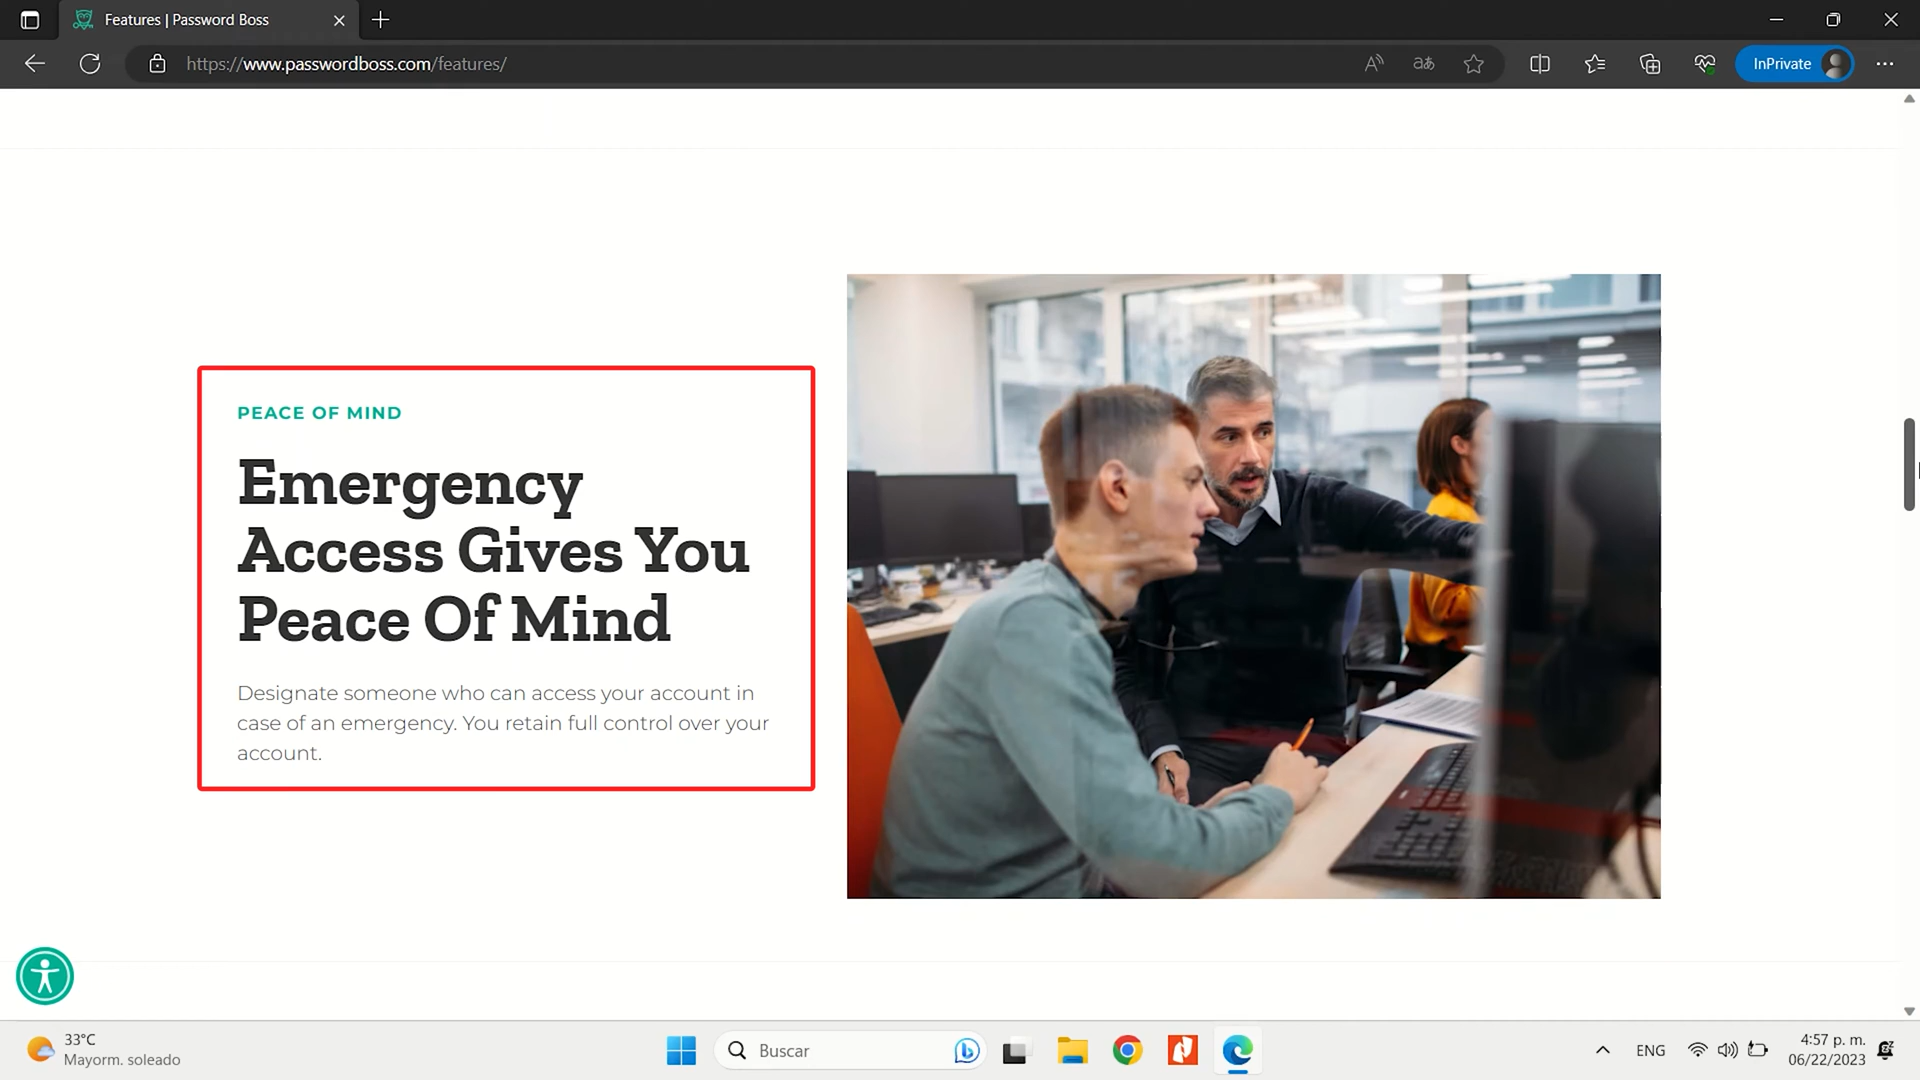 Features | Password Boss
https://www.passwordboss.com/features/
InPrivate
PEACE OF MIND
Emergency
Access Gives You
Peace Of Mind
Designate someone who can access your account in
case of an emergency. You retain full control over your
account.
33°C
Mayorm. soleado
Buscar
ENG
4:57 p. m.
06/22/2023